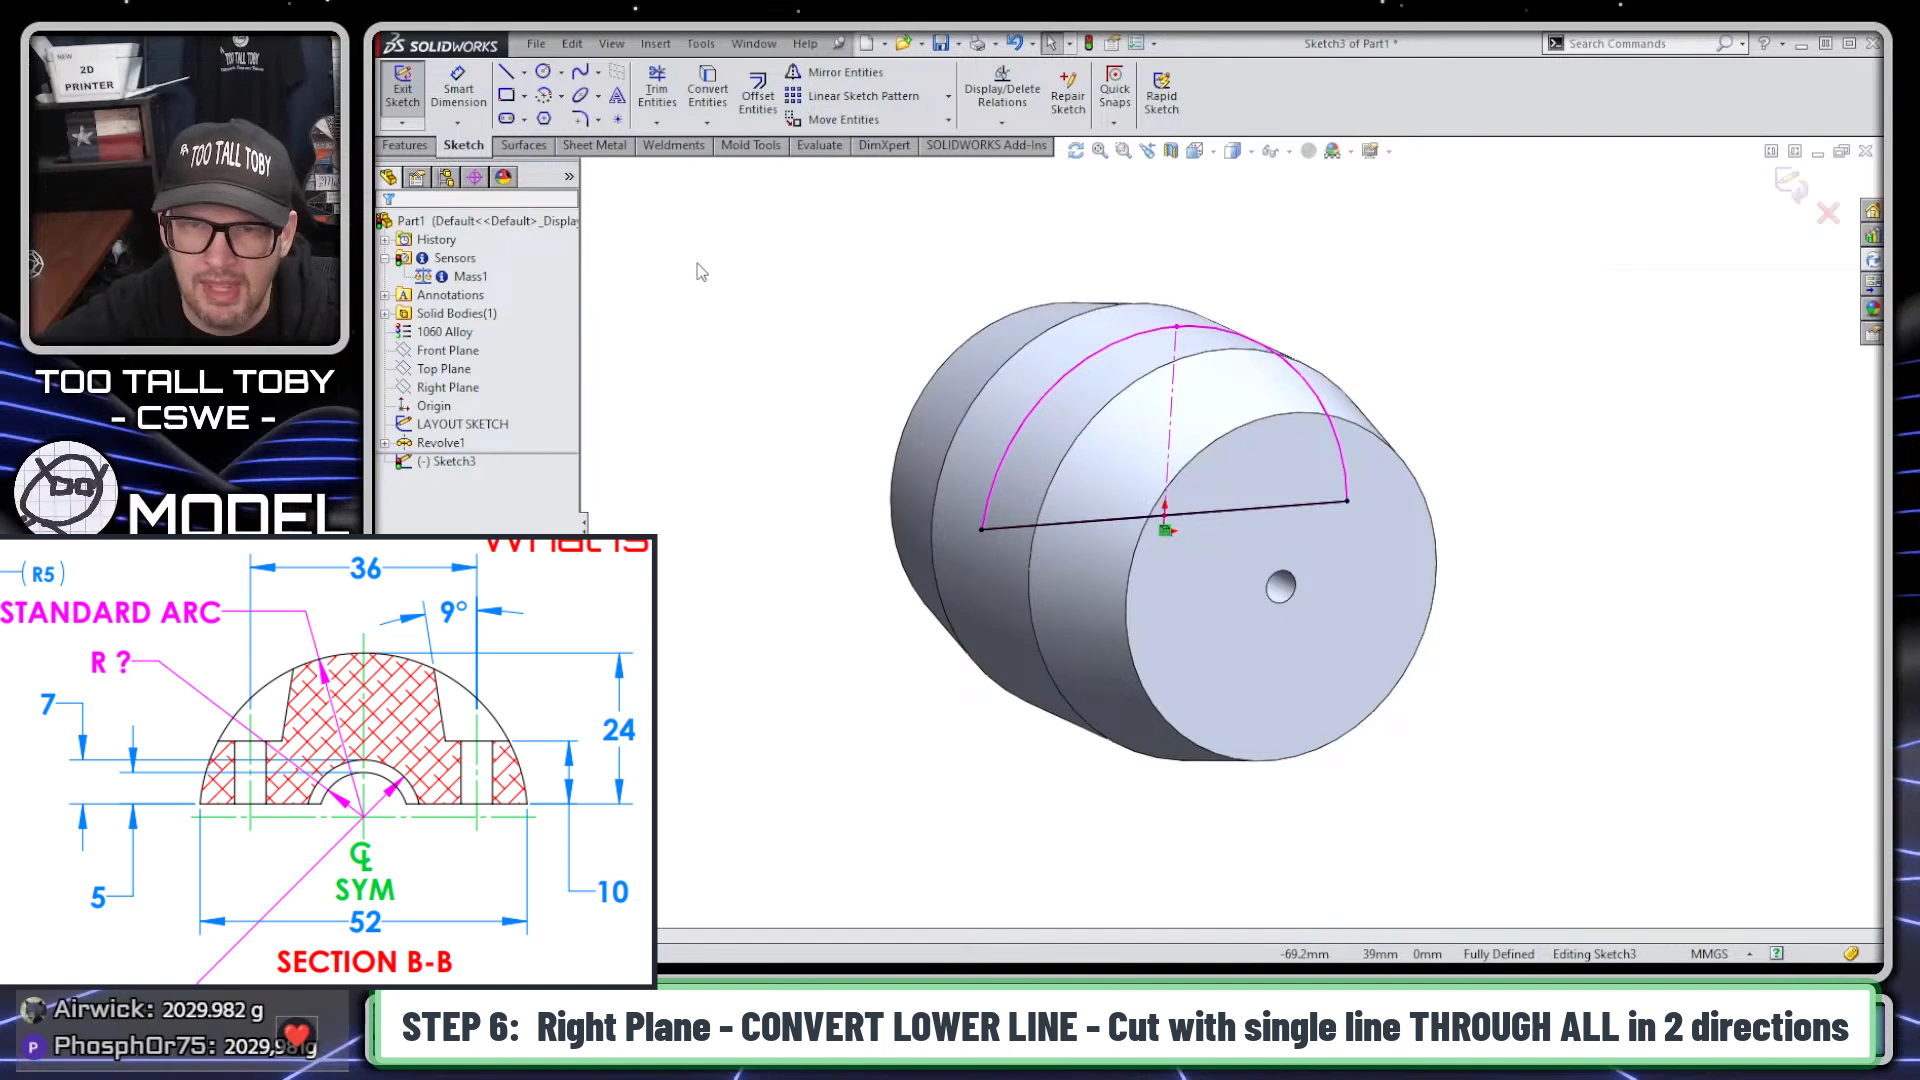 NEW
2D
PRINTER
TOO TALL TOBY
TOO TALL TOBY
- CSWE -
MODEL
SOLIDWORKS
File
Edit
View
Insert
Tools
Window
Help
Sketch3 of Part1 *
Search Commands
Exit
Sketch
Smart
Dimension
Trim
Entities
Convert
Entities
Offset
Entities
Mirror Entities
Linear Sketch Pattern
Move Entities
Display/Delete
Relations
Repair
Sketch
Quick
Snaps
Rapid
Sketch
Features
Sketch
Surfaces
Sheet Metal
Weldments
Mold Tools
Evaluate
DimXpert
SOLIDWORKS Add-Ins
Part1 (Default<<Default>_Displa
History
Sensors
Mass1
Annotations
Solid Bodies(1)
1060 Alloy
Front Plane
Top Plane
Right Plane
Origin
LAYOUT SKETCH
Revolve1
(-) Sketch3
(R5)
36
STANDARD ARC
9°
R ?
7
24
5
10
CL
SYM
52
SECTION B-B
-69.2mm
39mm
0mm
Fully Defined
Editing Sketch3
MMGS
Airwick: 2029.982 g
PhosphOr75: 2029,981g
STEP 6: Right Plane - CONVERT LOWER LINE - Cut with single line THROUGH ALL in 2 directions